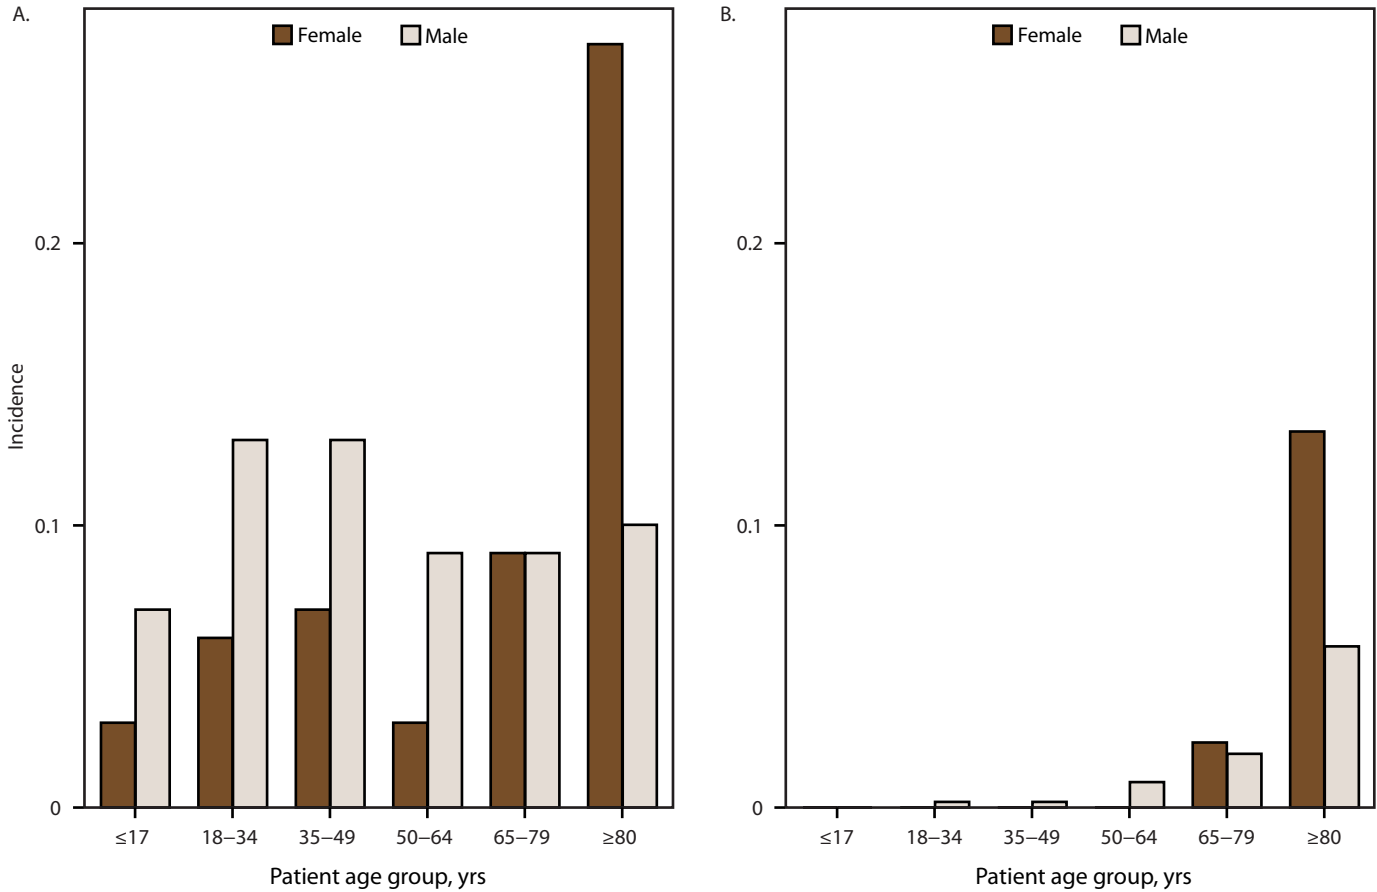 A.
Female Male
Incidence
0.2
0.1
0
≤17 18–34 35–49 50–64 65–79 ≥80
Patient age group, yrs
B.
Female Male
0.2
0.1
0
≤17 18–34 35–49 50–64 65–79 ≥80
Patient age group, yrs